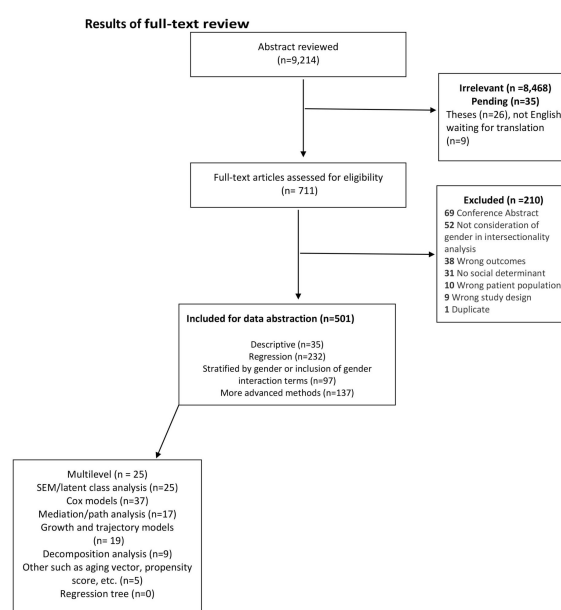 Results of full-text review
Abstract reviewed
(n=9,214)
Irrelevant (n =8,468)
Pending (n=35)
Theses (n=26), not English
waiting for translation
(n=9)
Full-text articles assessed for eligibility
(n= 711)
Excluded (n =210)
69 Conference Abstract
52 Not consideration of
gender in intersectionality
analysis
38 Wrong outcomes
31 No social determinant
10 Wrong patient population
9 Wrong study design
1 Duplicate
Included for data abstraction (n=501)
Descriptive (n=35)
Regression (n=232)
Stratified by gender or inclusion of gender
interaction terms (n=97)
More advanced methods (n=137)
Multilevel (n = 25)
SEM/latent class analysis (n=25)
Cox models (n=37)
Mediation/path analysis (n=17)
Growth and trajectory models
(n= 19)
Decomposition analysis (n=9)
Other such as aging vector, propensity
score, etc. (n=5)
Regression tree (n=0)